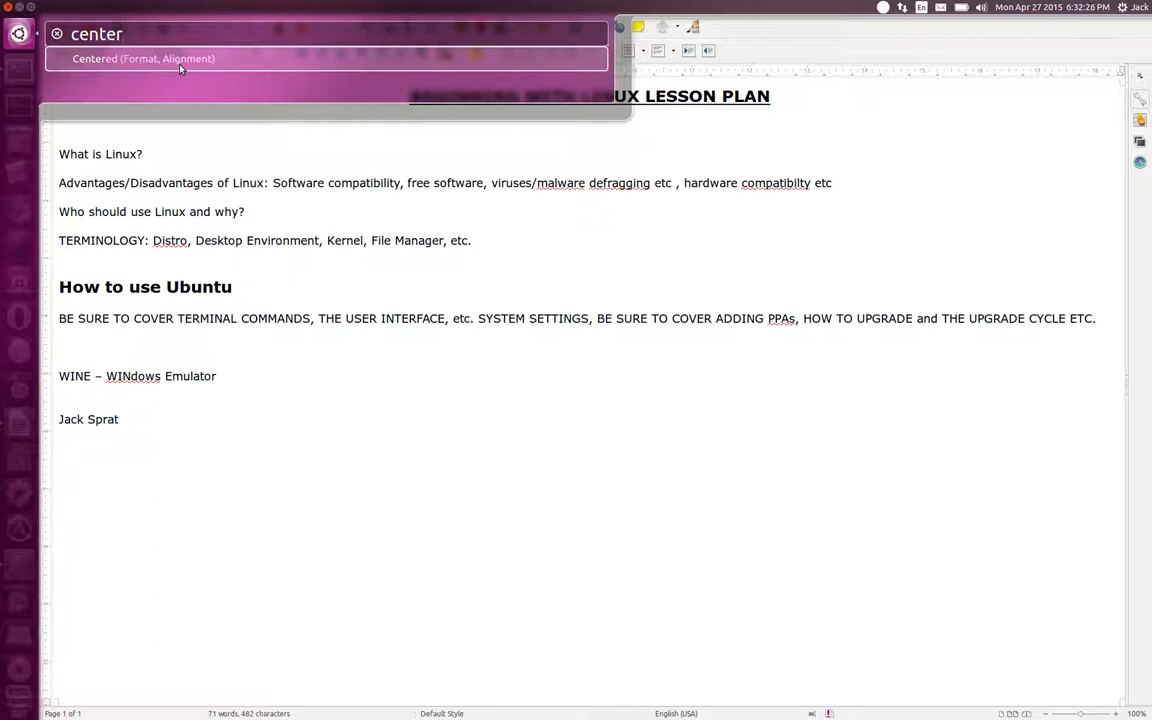 En Mon Apr 27 2015 6:32:26 PM Jack
center
Centered (Format, Alignment)
BEGINNING WITH LINUX LESSON PLAN
What is Linux?
Advantages/Disadvantages of Linux: Software compatibility, free software, viruses/malware defragging etc , hardware compatibilty etc
Who should use Linux and why?
TERMINOLOGY: Distro, Desktop Environment, Kernel, File Manager, etc.
How to use Ubuntu
BE SURE TO COVER TERMINAL COMMANDS, THE USER INTERFACE, etc. SYSTEM SETTINGS, BE SURE TO COVER ADDING PPAs, HOW TO UPGRADE and THE UPGRADE CYCLE ETC.
WINE – WINdows Emulator
Jack Sprat
Page 1 of 1 71 words, 482 characters Default Style English (USA) 100%